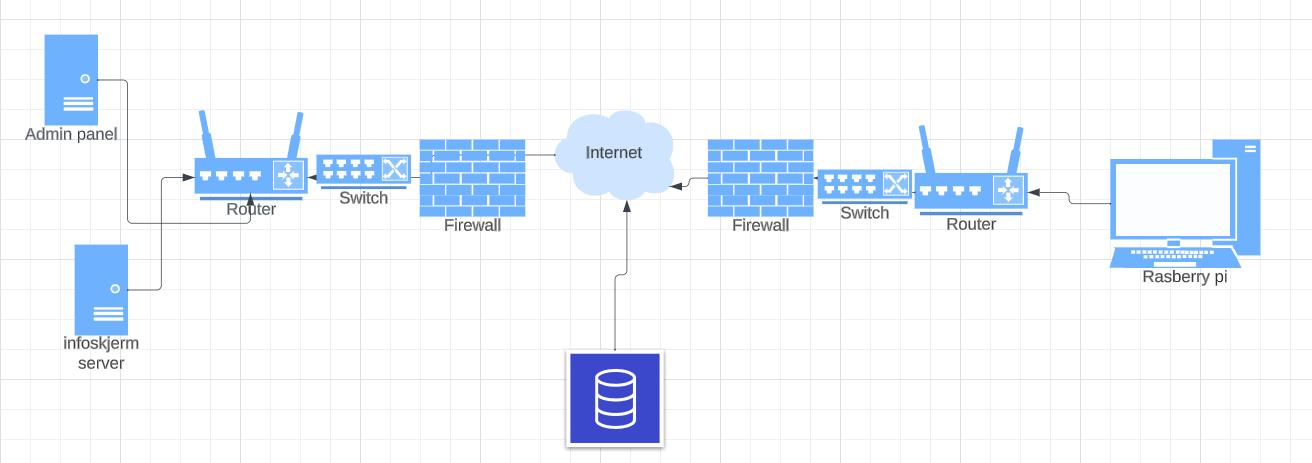 Admin panel
Router
Switch
Firewall
Internet
Firewall
Switch
Router
Rasberry pi
infoskjerm
server